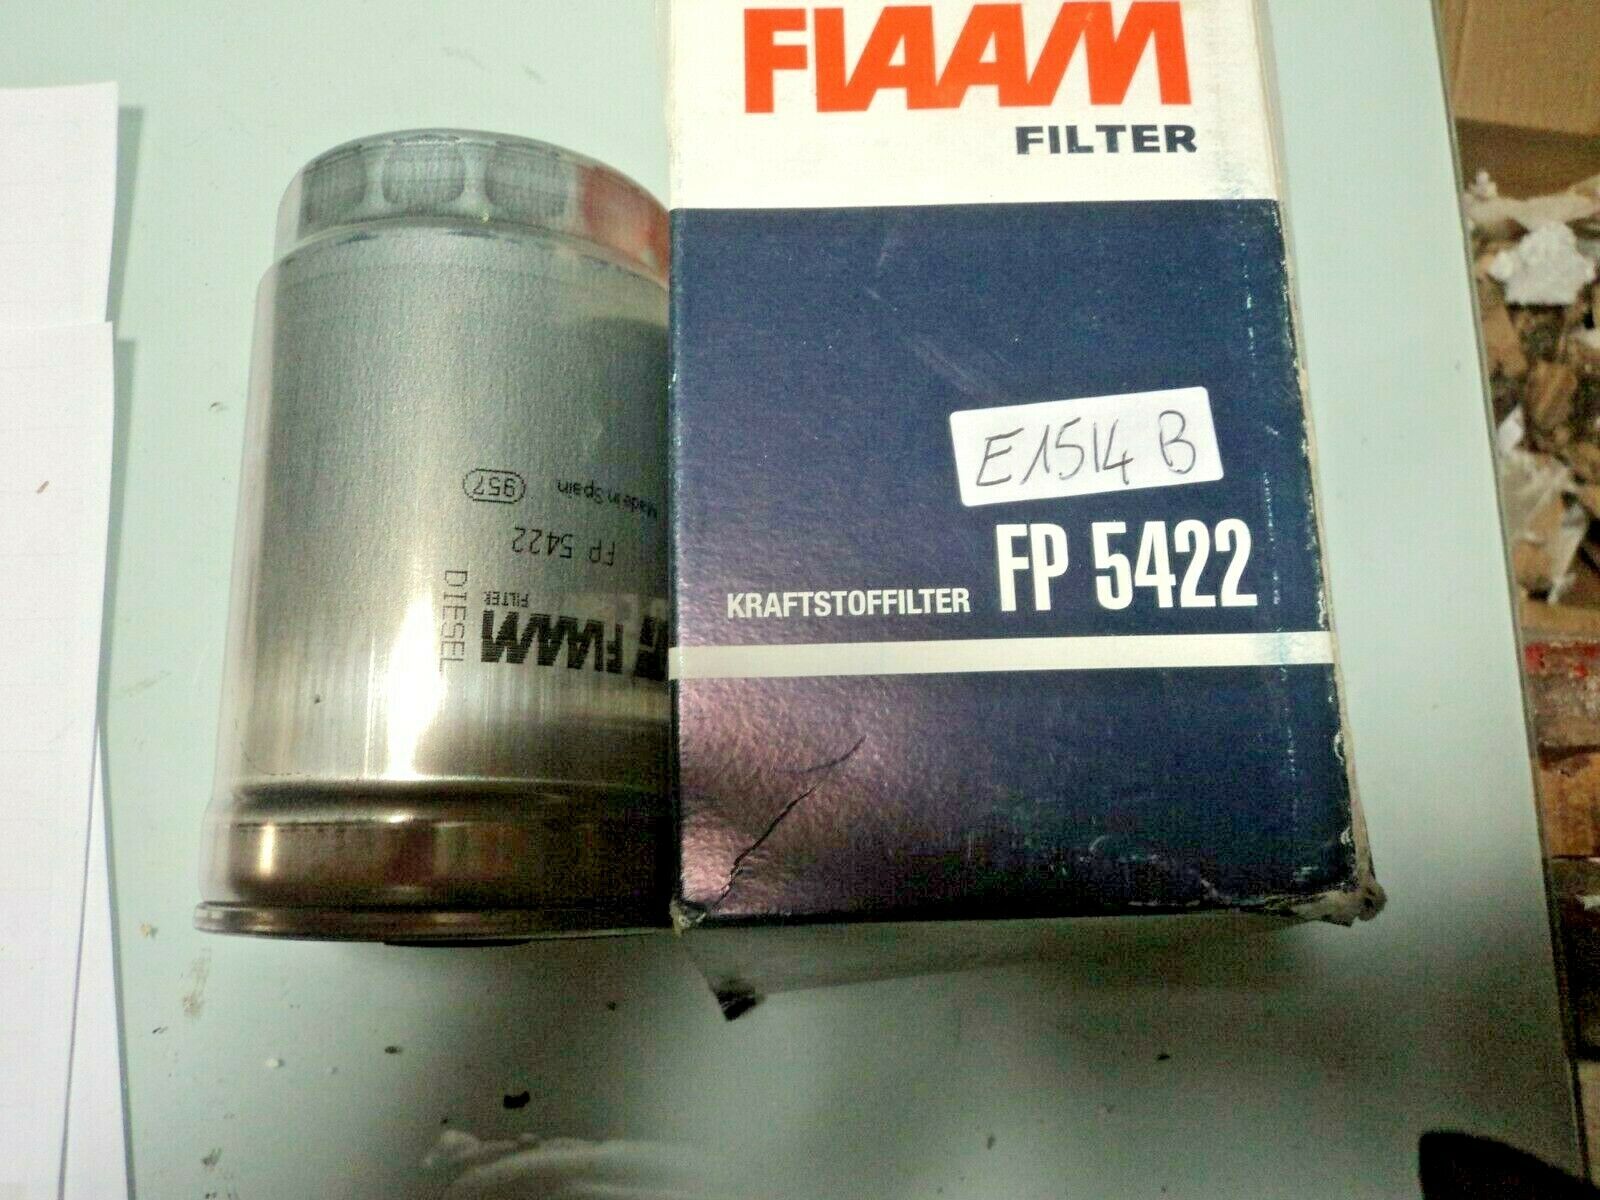 FIAAM
FILTER
E1514 B
KRAFTSTOFFILTER FP 5422
FIAAM
FILTER
DIESEL
FP 5422
Made in Spain
957